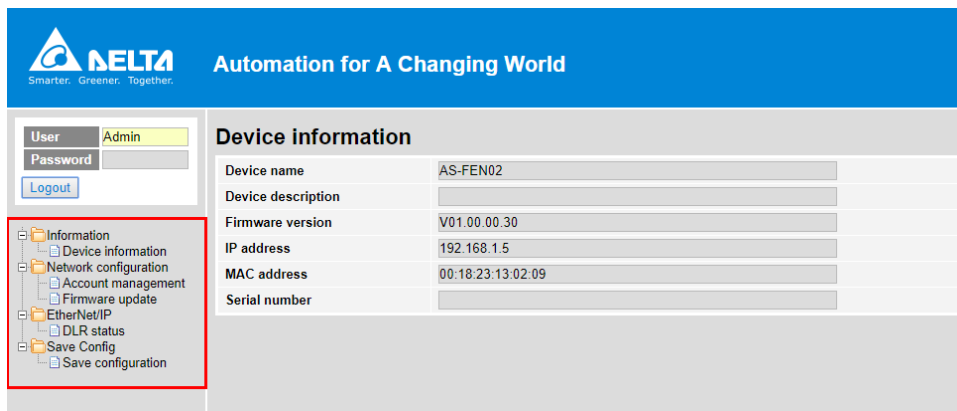 DELTA
Smarter. Greener. Together.
Automation for A Changing World
User Admin
Password
Logout
Information
Device information
Network configuration
Account management
Firmware update
EtherNet/IP
DLR status
Save Config
Save configuration
Device information
Device name AS-FEN02
Device description
Firmware version V01.00.00.30
IP address 192.168.1.5
MAC address 00:18:23:13:02:09
Serial number